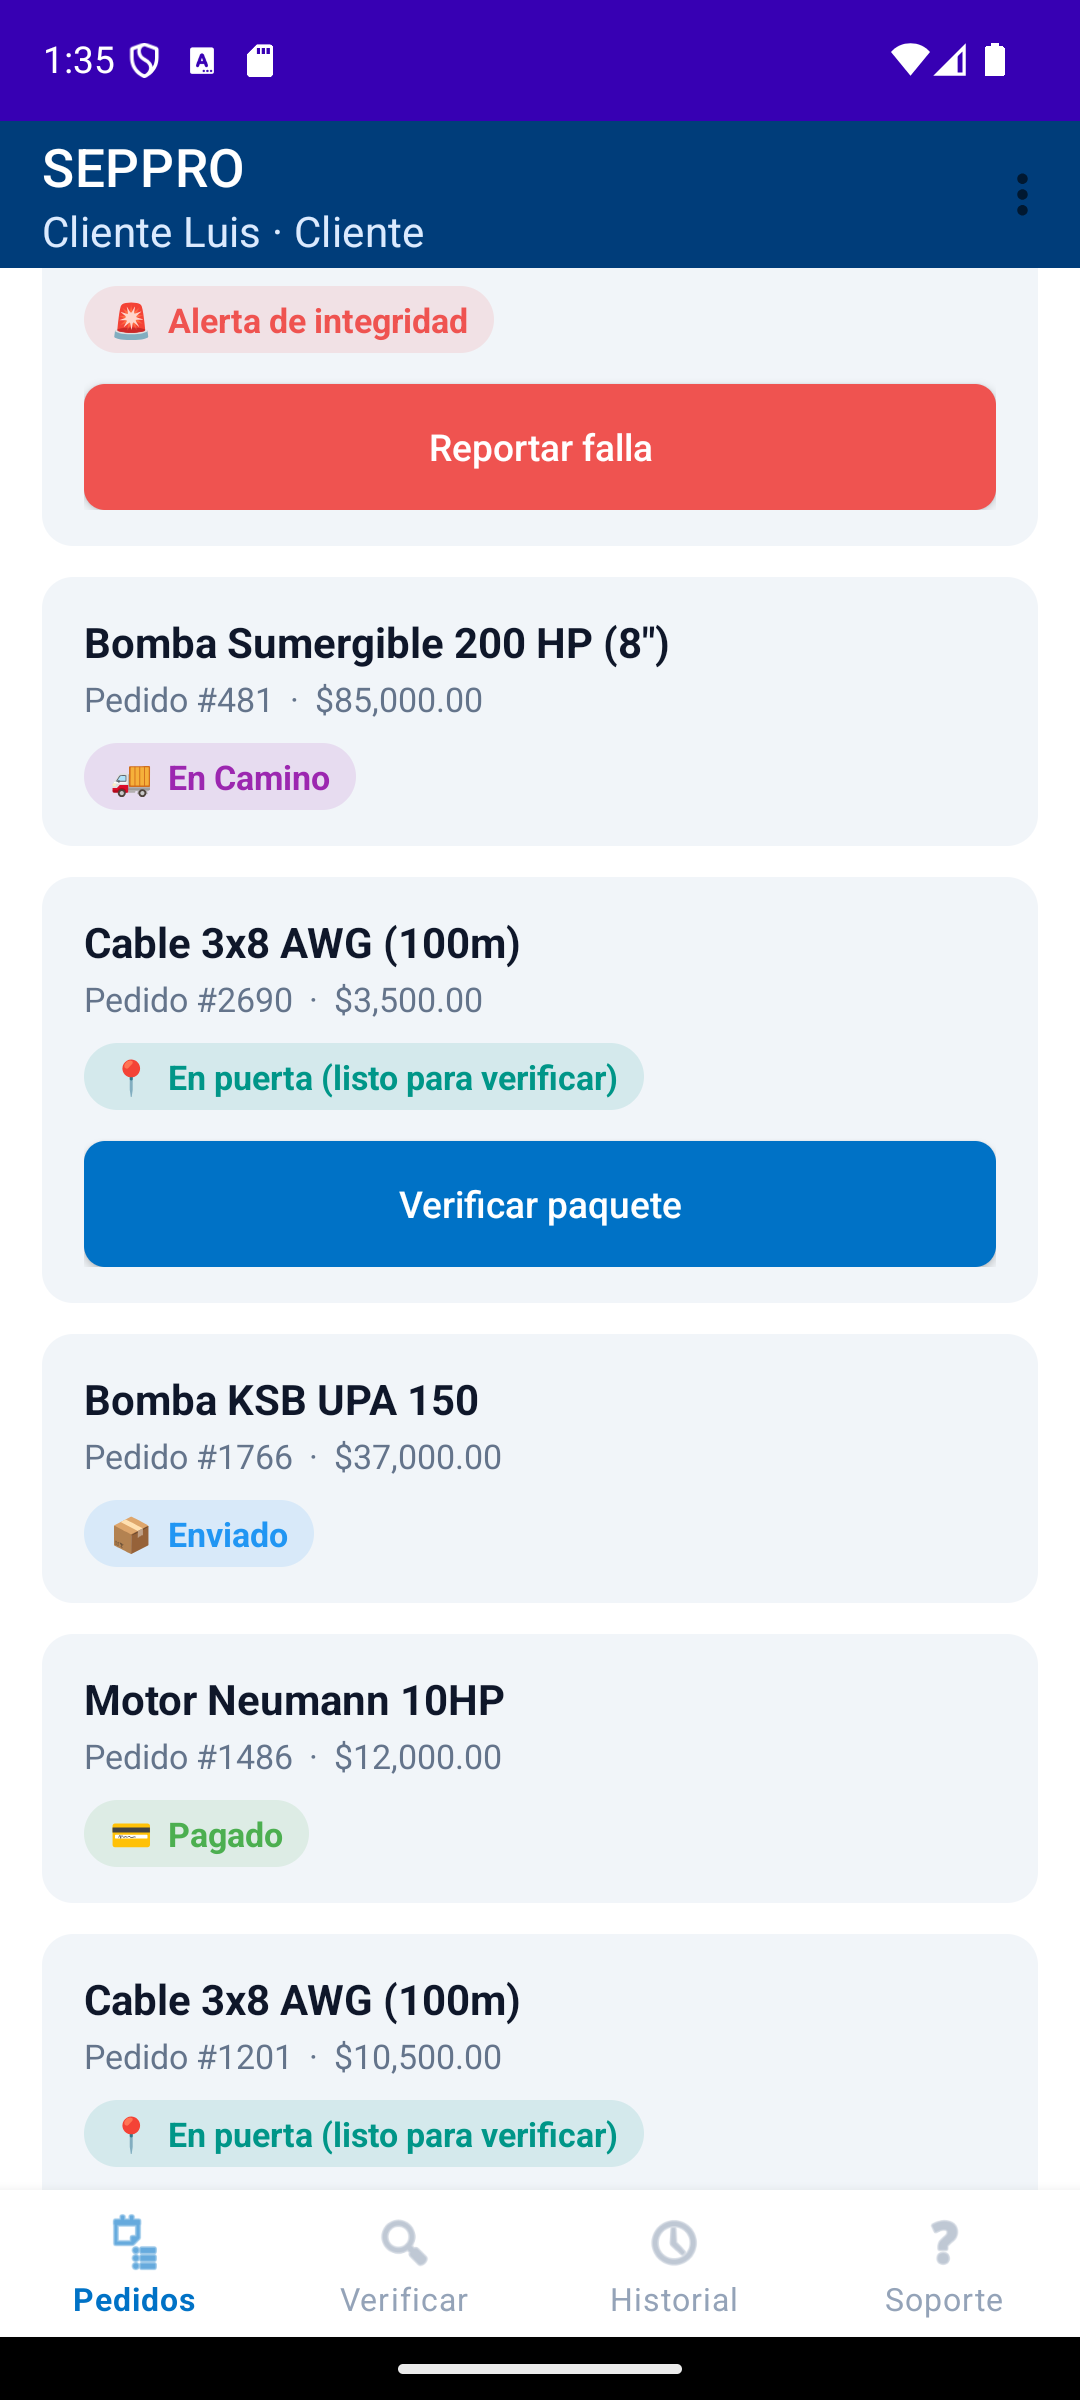 1:35
SEPPRO
Cliente Luis · Cliente
Alerta de integridad
Reportar falla
Bomba Sumergible 200 HP (8")
Pedido #481 · $85,000.00
En Camino
Cable 3x8 AWG (100m)
Pedido #2690 · $3,500.00
En puerta (listo para verificar)
Verificar paquete
Bomba KSB UPA 150
Pedido #1766 · $37,000.00
Enviado
Motor Neumann 10HP
Pedido #1486 · $12,000.00
Pagado
Cable 3x8 AWG (100m)
Pedido #1201 · $10,500.00
En puerta (listo para verificar)
Pedidos
Verificar
Historial
Soporte